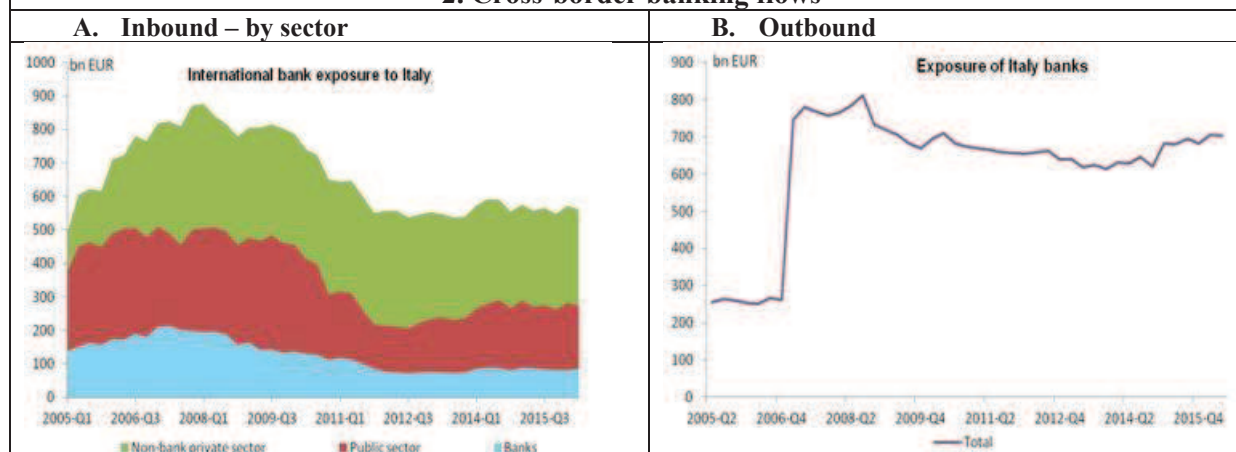 2. Cross-border banking flows
A. Inbound – by sector
B. Outbound
bn EUR
International bank exposure to Italy
1000
900
800
700
600
500
400
300
200
100
0
2005-Q1 2006-Q3 2008-Q1 2009-Q3 2011-Q1 2012-Q3 2014-Q1 2015-Q3
Non-bank private sector Public sector Banks
bn EUR
Exposure of Italy banks
900
800
700
600
500
400
300
200
100
0
2005-Q2 2006-Q4 2008-Q2 2009-Q4 2011-Q2 2012-Q4 2014-Q2 2015-Q4
Total